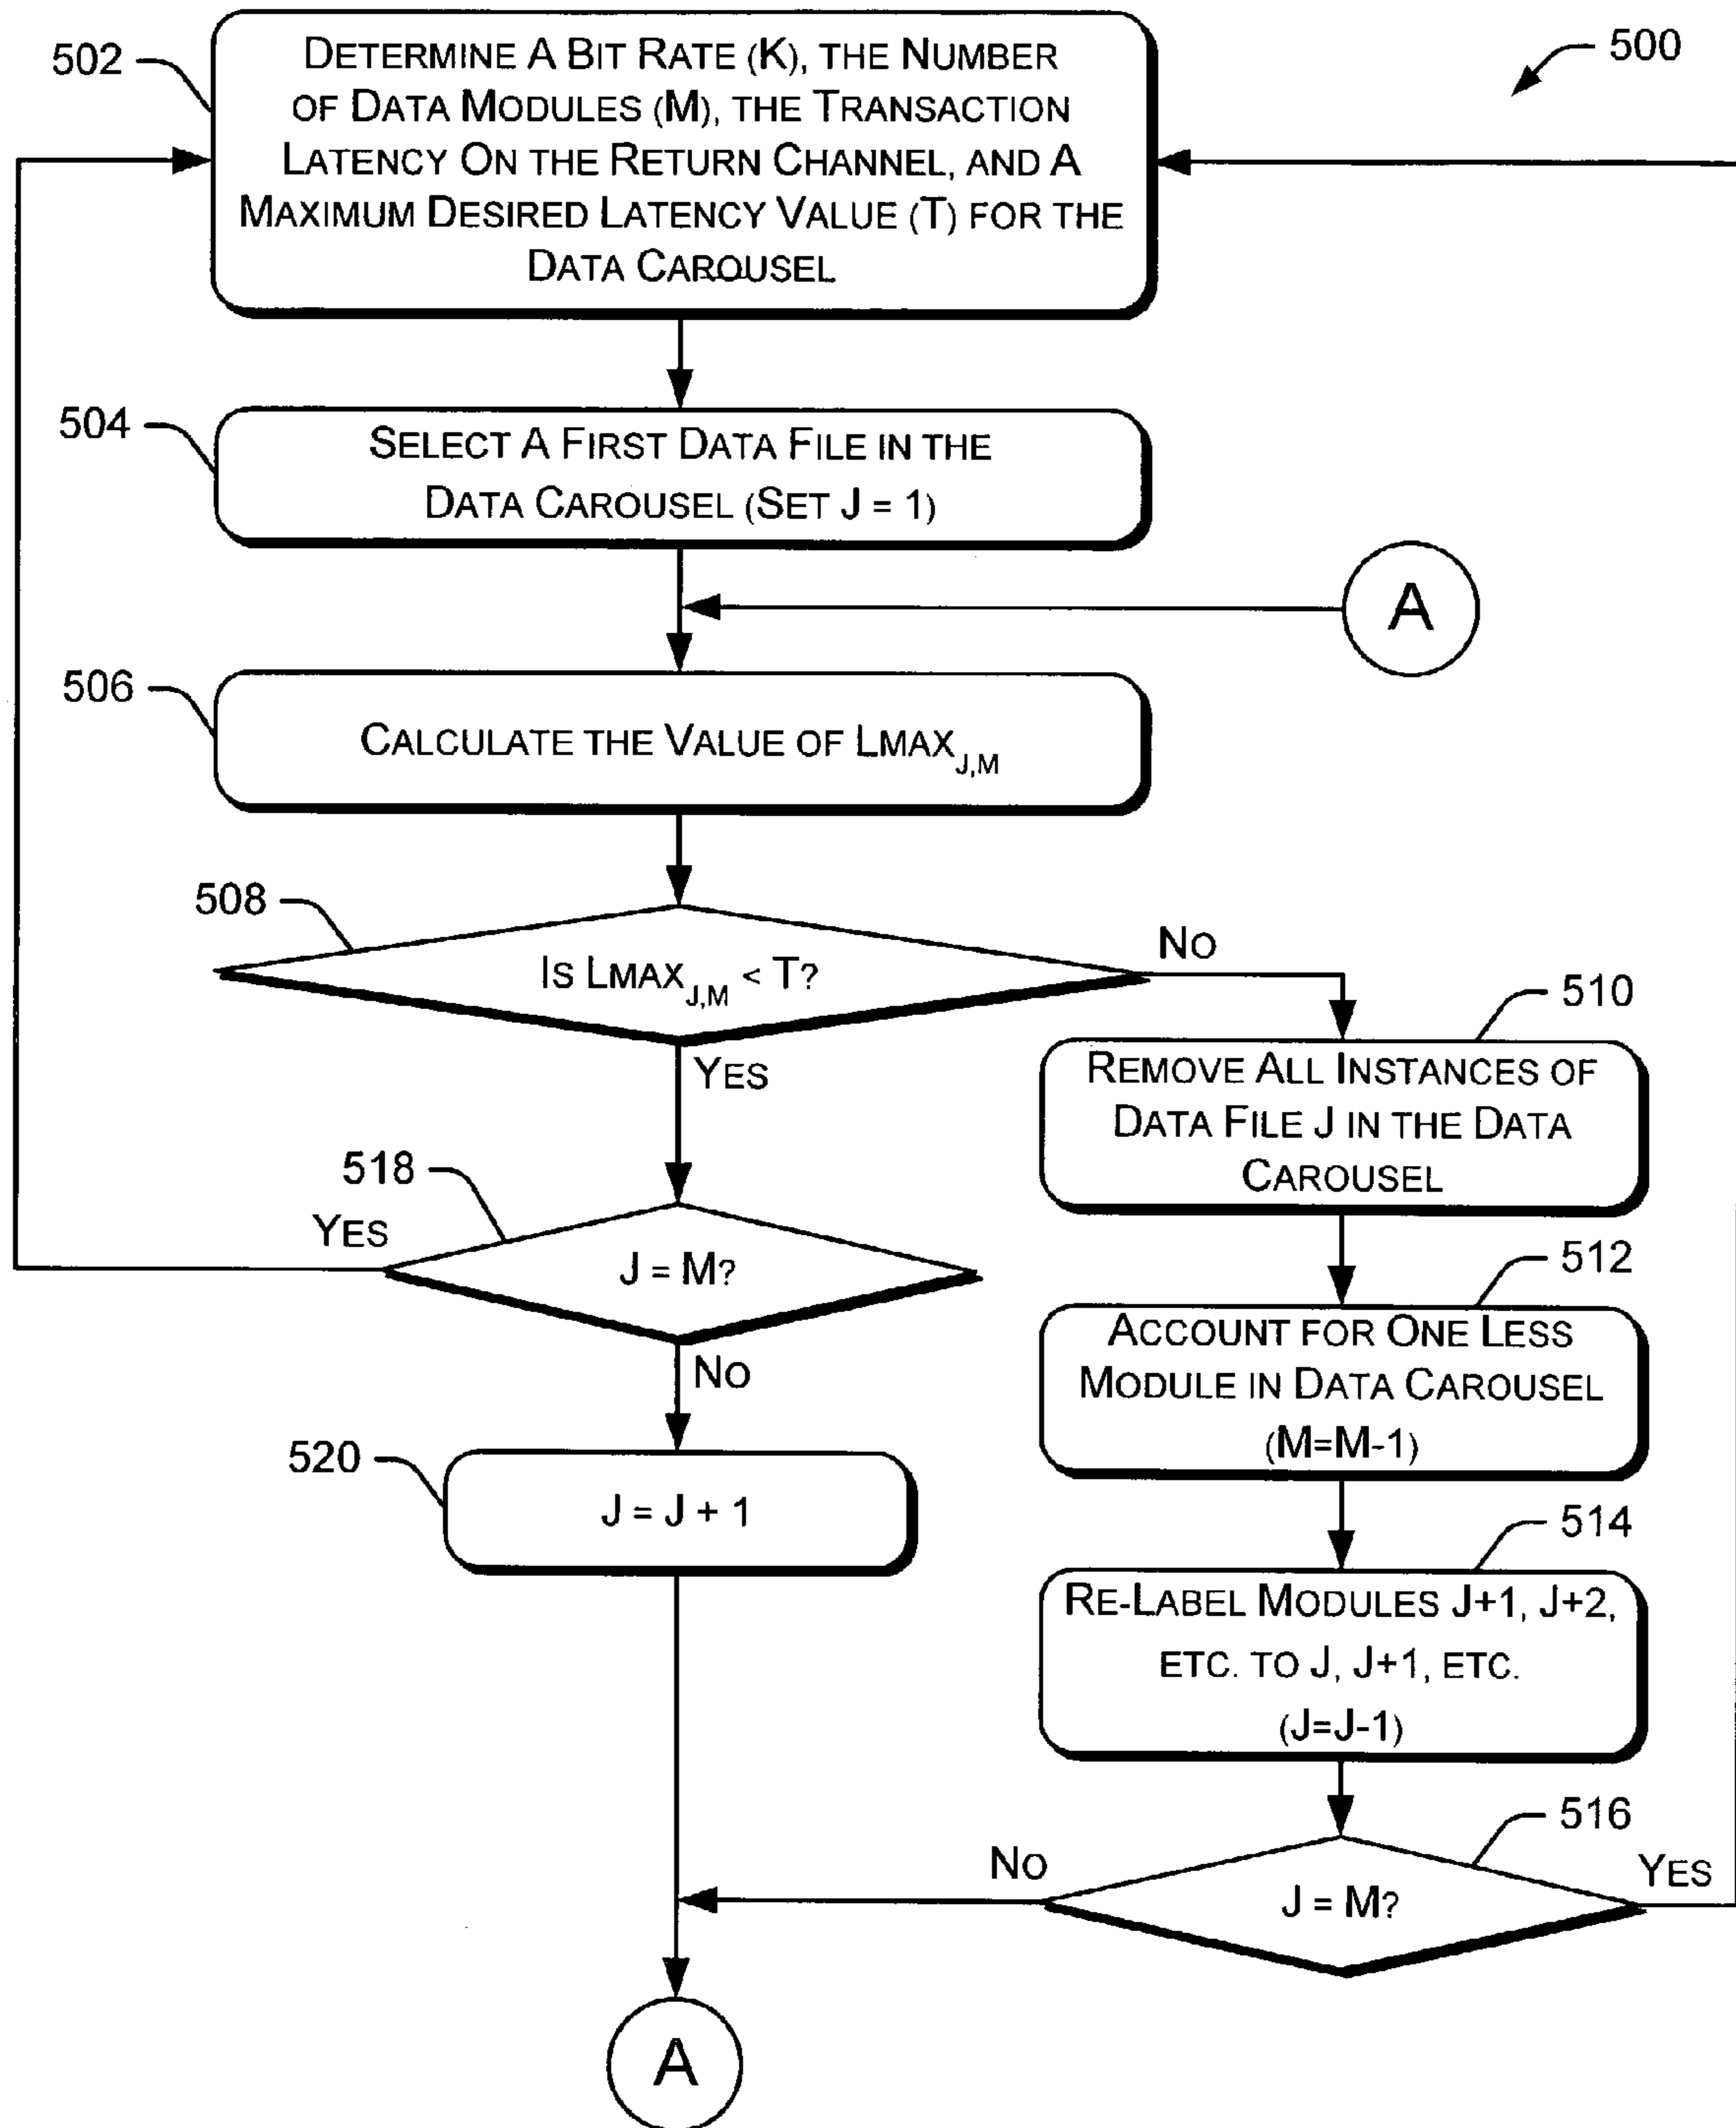 500
502
DETERMINE A BIT RATE (K), THE NUMBER
OF DATA MODULES (M), THE TRANSACTION
LATENCY ON THE RETURN CHANNEL, AND A
MAXIMUM DESIRED LATENCY VALUE (T) FOR THE
DATA CAROUSEL
504
SELECT A FIRST DATA FILE IN THE
DATA CAROUSEL (SET J = 1)
A
506
CALCULATE THE VALUE OF LMAX J,M
508
IS LMAX J,M < T?
NO
YES
510
REMOVE ALL INSTANCES OF
DATA FILE J IN THE DATA
CAROUSEL
518
YES
J = M?
NO
512
ACCOUNT FOR ONE LESS
MODULE IN DATA CAROUSEL
(M=M-1)
520
J = J + 1
514
RE-LABEL MODULES J+1, J+2,
ETC. TO J, J+1, ETC.
(J=J-1)
516
NO
J = M?
YES
A